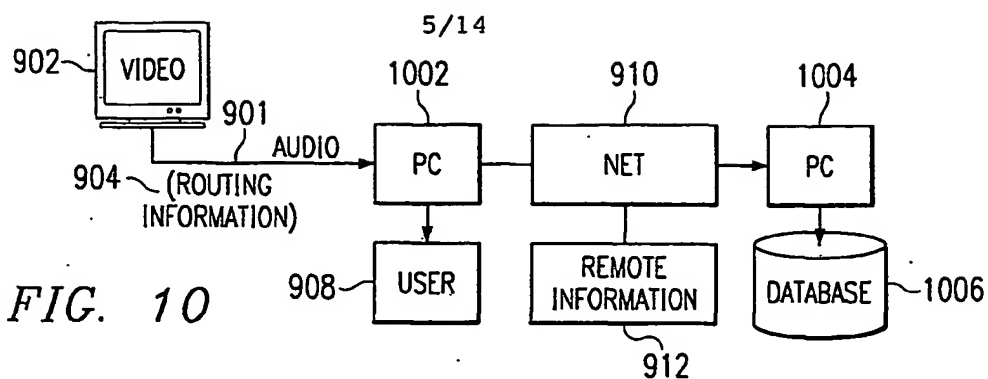 5/14
902
VIDEO
901
AUDIO
904
(ROUTING
INFORMATION)
1002
PC
910
NET
1004
PC
908
USER
REMOTE
INFORMATION
912
DATABASE
1006
FIG. 10